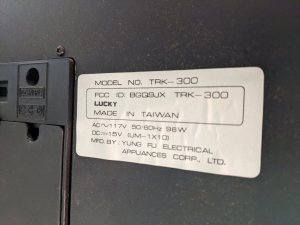 MODEL NO. TRK-300
FCC ID: BGQ9JX TRK-300
LUCKY
MADE IN TAIWAN
AC∿117V 50/60Hz 98W
DC⎓15V (UM-1X10)
MFD.BY: YUNG FU ELECTRICAL
APPLIANCES CORP., LTD.